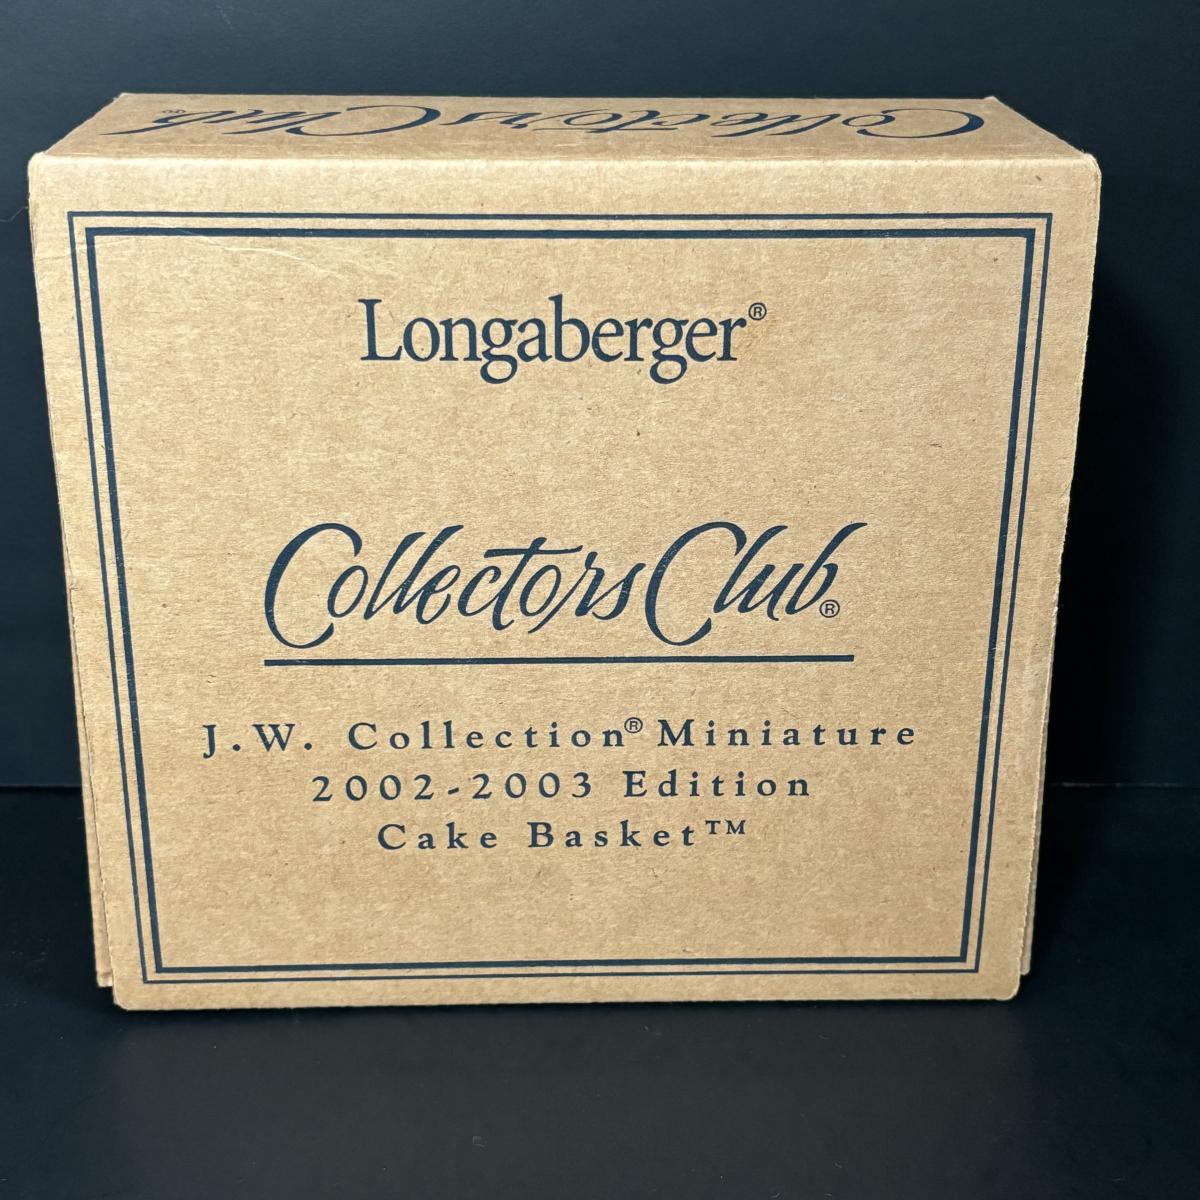 Collectors Club®
Longaberger®
Collectors Club®
J.W. Collection® Miniature
2002-2003 Edition
Cake Basket™